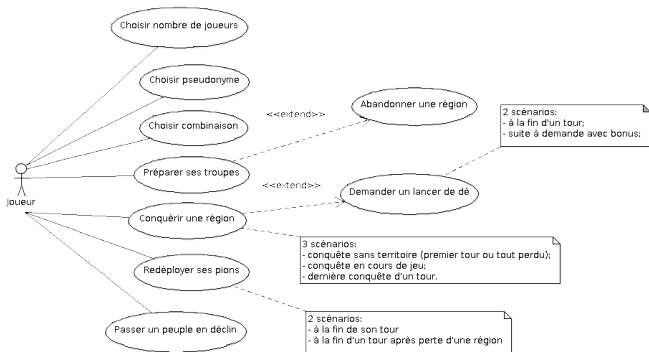 Choisir nombre de joueurs
Choisir pseudonyme
Choisir combinaison
<<extend>>
Abandonner une région
2 scénarios:
- à la fin d'un tour;
- suite à demande avec bonus;
Préparer ses troupes
joueur
<<extend>>
Demander un lancer de dé
Conquérir une région
3 scénarios:
- conquête sans territoire (premier tour ou tout perdu);
- conquête en cours de jeu;
- dernière conquête d'un tour.
Redéployer ses pions
2 scénarios:
- à la fin de son tour
- à la fin d'un tour après perte d'une région
Passer un peuple en déclin